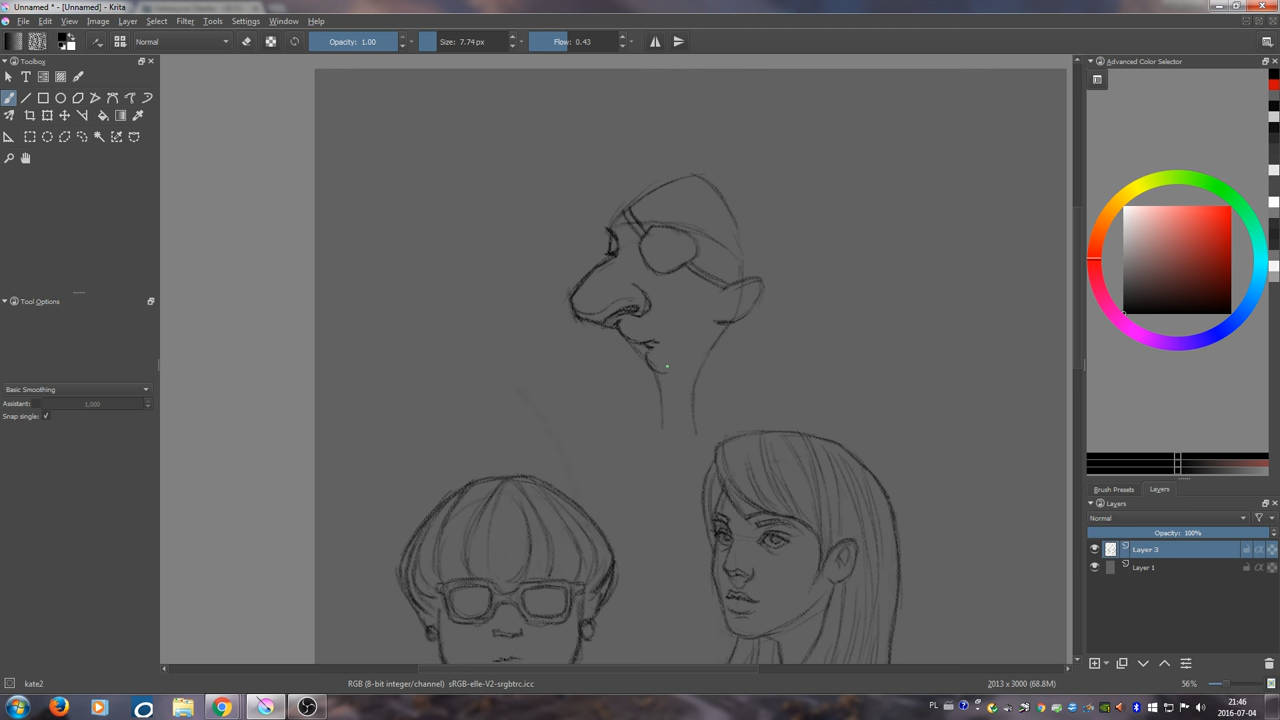 Unnamed * - [Unnamed] - Krita
File Edit View Image Layer Select Filter Tools Settings Window Help
Normal Opacity: 1.00 Size: 7.74 px Flow: 0.43
Toolbox
Advanced Color Selector
Tool Options
Basic Smoothing
Assistant: 1,000
Snap single:
Brush Presets Layers
Layers
Normal
Opacity: 100%
Layer 3
Layer 1
kate2 RGB (8-bit integer/channel) sRGB-elle-V2-srgbtrc.icc 2013 x 3000 (68.8M) 56%
PL 21:46
2016-07-04